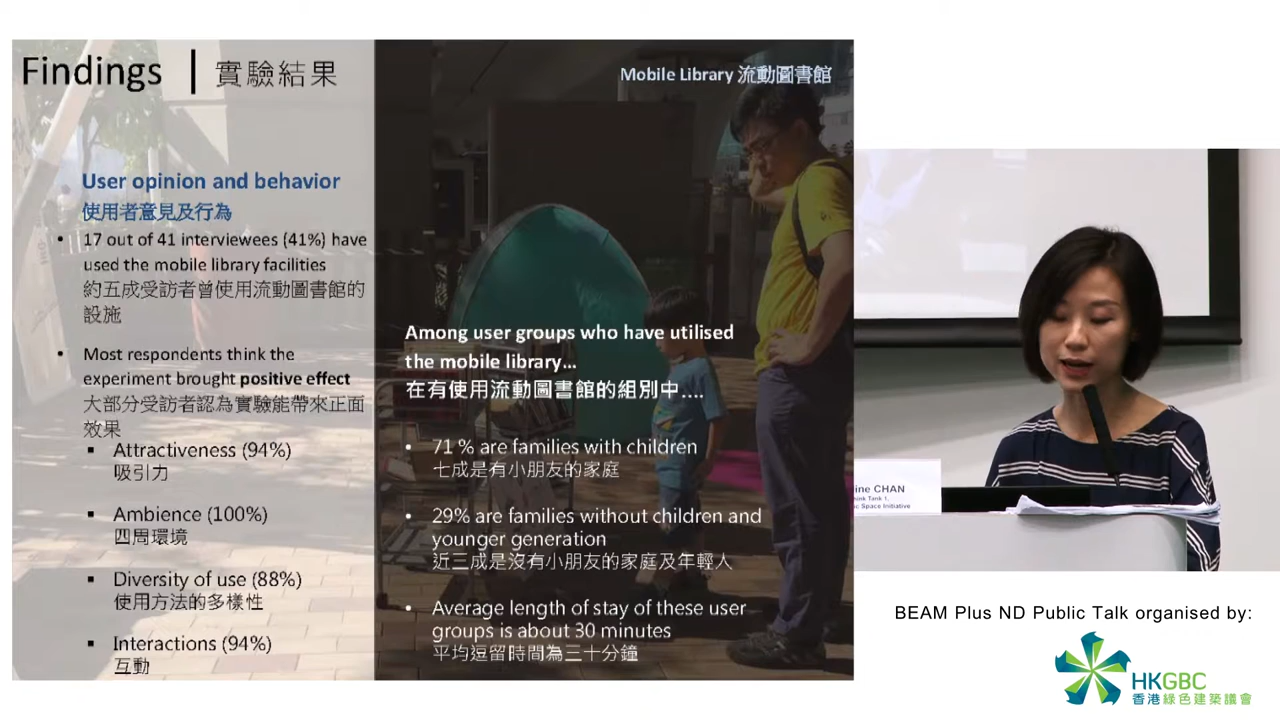 Findings | 實驗結果
Mobile Library 流動圖書館
User opinion and behavior
使用者意見及行為
• 17 out of 41 interviewees (41%) have
used the mobile library facilities
約五成受訪者曾使用流動圖書館的
設施
• Most respondents think the
experiment brought positive effect
大部分受訪者認為實驗能帶來正面
效果
▪ Attractiveness (94%)
吸引力
▪ Ambience (100%)
四周環境
▪ Diversity of use (88%)
使用方法的多樣性
▪ Interactions (94%)
互動
Among user groups who have utilised
the mobile library…
在有使用流動圖書館的組別中....
• 71 % are families with children
七成是有小朋友的家庭
• 29% are families without children and
younger generation
近三成是沒有小朋友的家庭及年輕人
• Average length of stay of these user
groups is about 30 minutes
平均逗留時間為三十分鐘
ine CHAN
hink Tank 1,
ic Space Initiative
BEAM Plus ND Public Talk organised by:
HKGBC
香港綠色建築議會